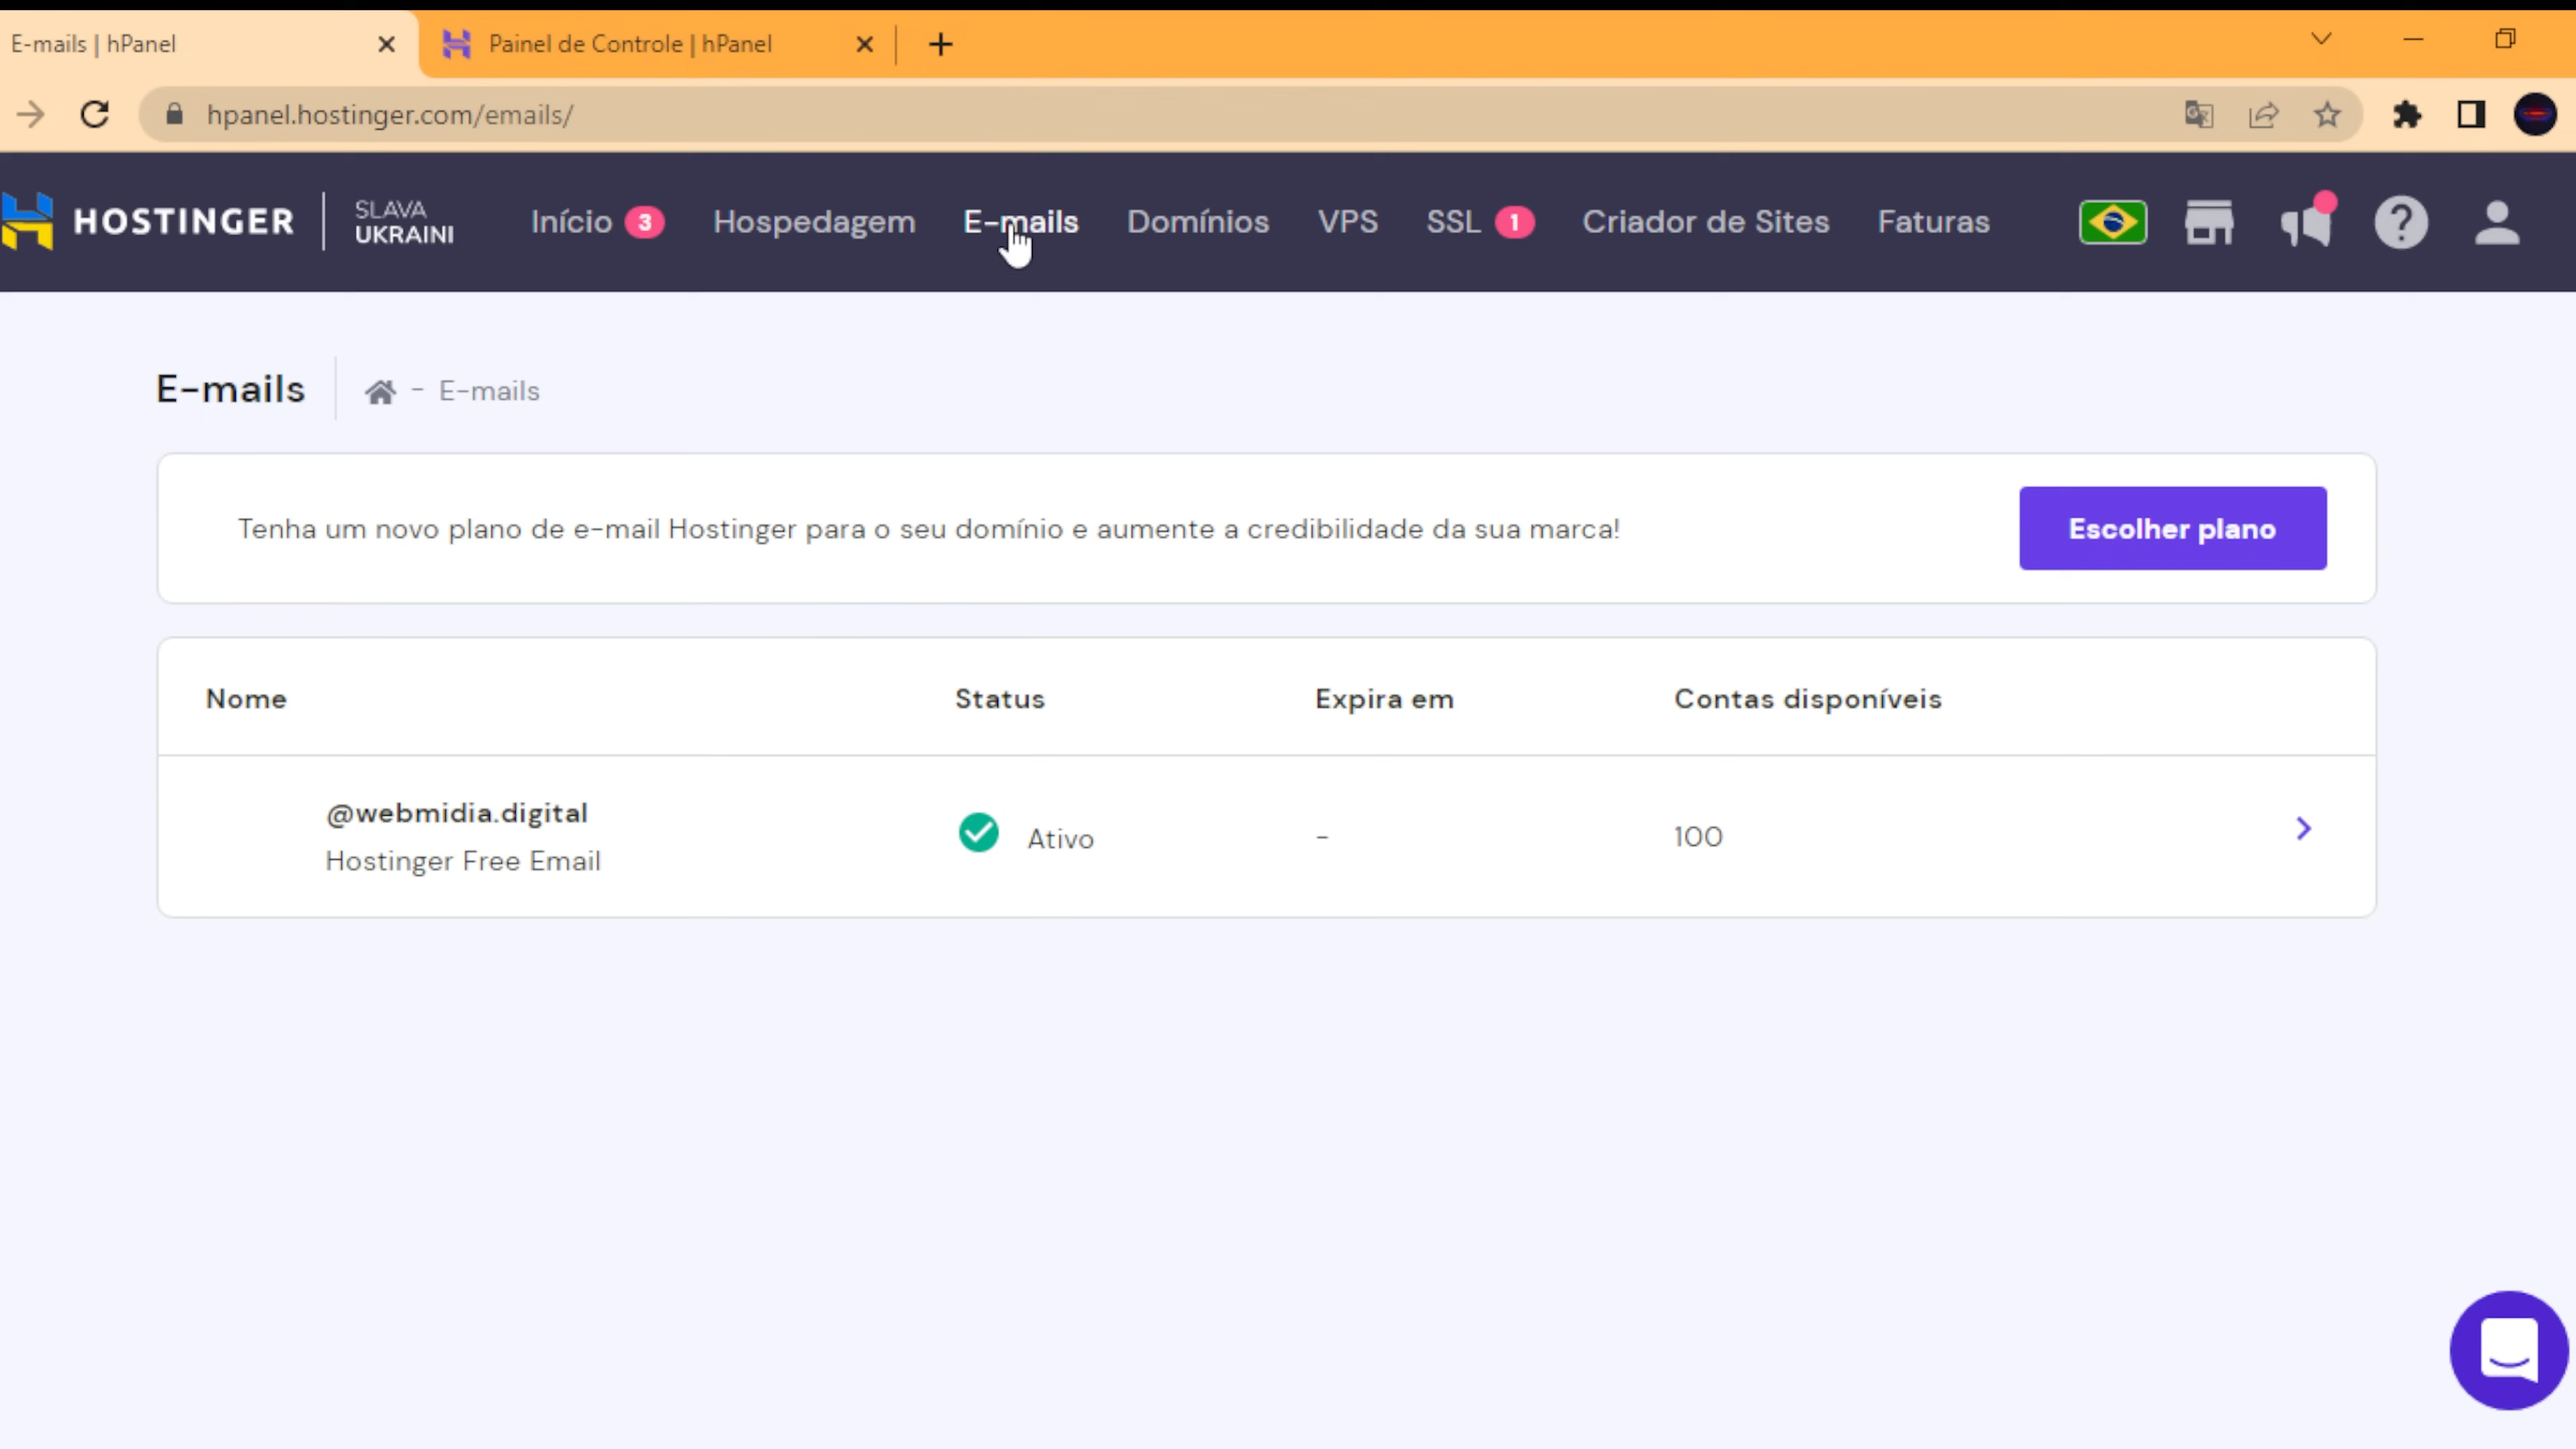 E-mails | hPanel
Painel de Controle | hPanel
hpanel.hostinger.com/emails/
HOSTINGER
SLAVA
UKRAINI
Início 3
Hospedagem
E-mails
Domínios
VPS
SSL 1
Criador de Sites
Faturas
E-mails
- E-mails
Tenha um novo plano de e-mail Hostinger para o seu domínio e aumente a credibilidade da sua marca!
Escolher plano
Nome Status Expira em Contas disponíveis
@webmidia.digital
Hostinger Free Email
Ativo
-
100